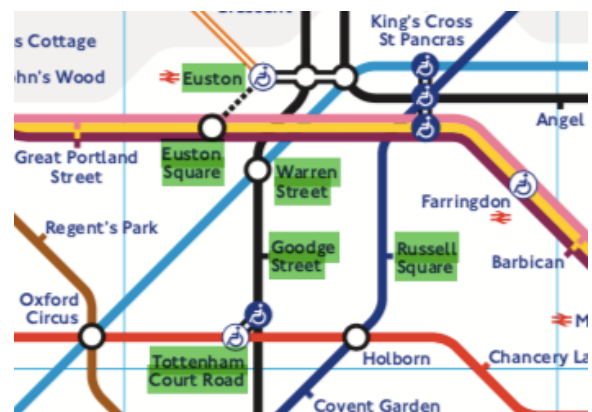 King's Cross
St Pancras
s Cottage
ohn's Wood
Euston
Angel
Great Portland
Street
Euston
Square
Warren
Street
Farringdon
Regent's Park
Goodge
Street
Russell
Square
Barbican
Oxford
Circus
M
Tottenham
Court Road
Holborn
Chancery La
Covent Garden